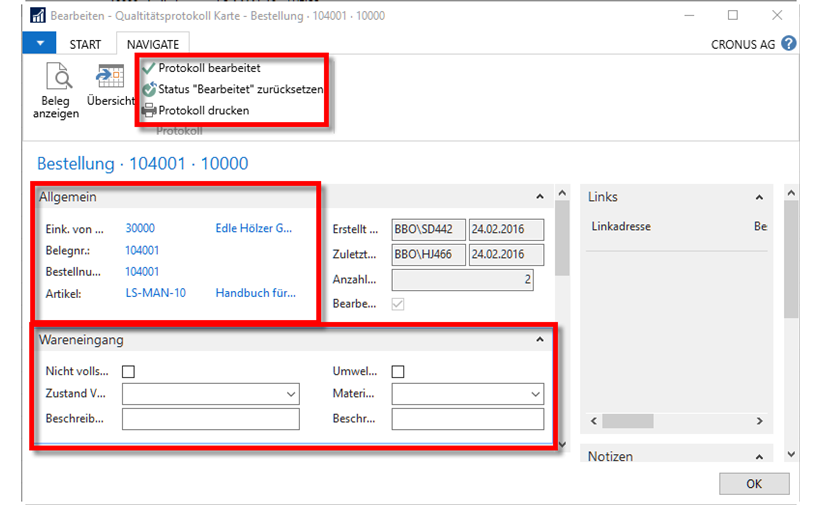 Bearbeiten - Qualtitätsprotokoll Karte - Bestellung · 104001 · 10000
START NAVIGATE CRONUS AG ?
Beleg anzeigen
Übersicht
Protokoll bearbeitet
Status "Bearbeitet" zurücksetzen
Protokoll drucken
Protokoll
Bestellung · 104001 · 10000
Allgemein
Eink. von ... 30000 Edle Hölzer G...
Belegnr.: 104001
Bestellnu... 104001
Artikel: LS-MAN-10 Handbuch für...
Erstellt ... BBO\SD442 24.02.2016
Zuletzt... BBO\HJ466 24.02.2016
Anzahl... 2
Bearbe...
Wareneingang
Nicht volls... Umwel...
Zustand V... Materi...
Beschreib... Beschr...
Links
Linkadresse Be
Notizen
OK